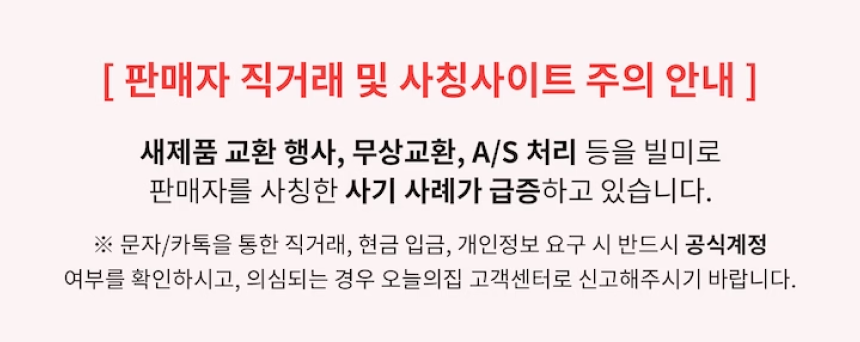 [ 판매자 직거래 및 사칭사이트 주의 안내 ]
새제품 교환 행사, 무상교환, A/S 처리 등을 빌미로
판매자를 사칭한 사기 사례가 급증하고 있습니다.
※ 문자/카톡을 통한 직거래, 현금 입금, 개인정보 요구 시 반드시 공식계정
여부를 확인하시고, 의심되는 경우 오늘의집 고객센터로 신고해주시기 바랍니다.